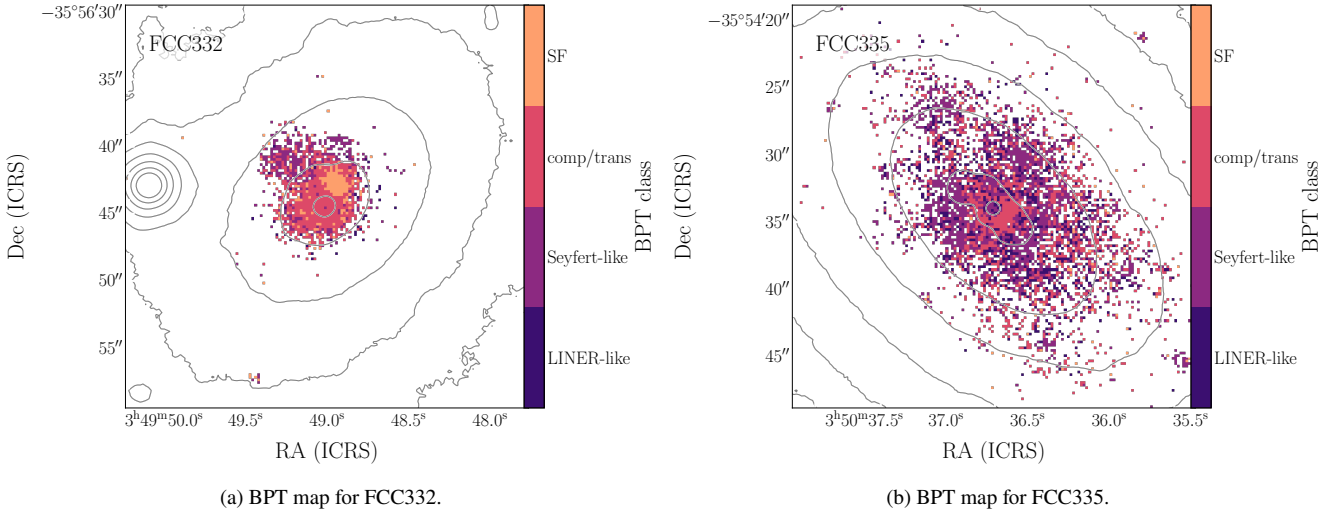 −35°56′30″
FCC332
35″
40″
45″
50″
55″
Dec (ICRS)
3ʰ49ᵐ50.0ˢ 49.5ˢ 49.0ˢ 48.5ˢ 48.0ˢ
RA (ICRS)
SF
comp/trans
Seyfert-like
LINER-like
BPT class
(a) BPT map for FCC332.
−35°54′20″
FCC335
25″
30″
35″
40″
45″
Dec (ICRS)
3ʰ50ᵐ37.5ˢ 37.0ˢ 36.5ˢ 36.0ˢ 35.5ˢ
RA (ICRS)
SF
comp/trans
Seyfert-like
LINER-like
BPT class
(b) BPT map for FCC335.